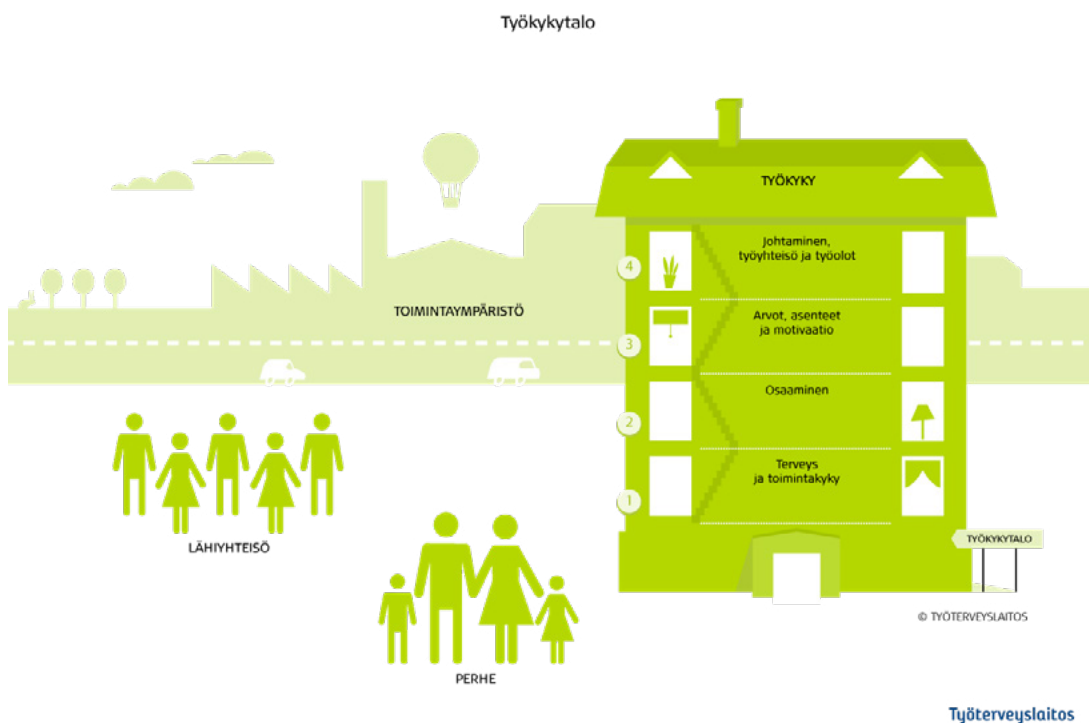 Työkykytalo
TYÖKYKY
4
Johtaminen,
työyhteisö ja työolot
TOIMINTAYMPÄRISTÖ
3
Arvot, asenteet
ja motivaatio
2
Osaaminen
1
Terveys
ja toimintakyky
LÄHIYHTEISÖ
TYÖKYKYTALO
© TYÖTERVEYSLAITOS
PERHE
Työterveyslaitos